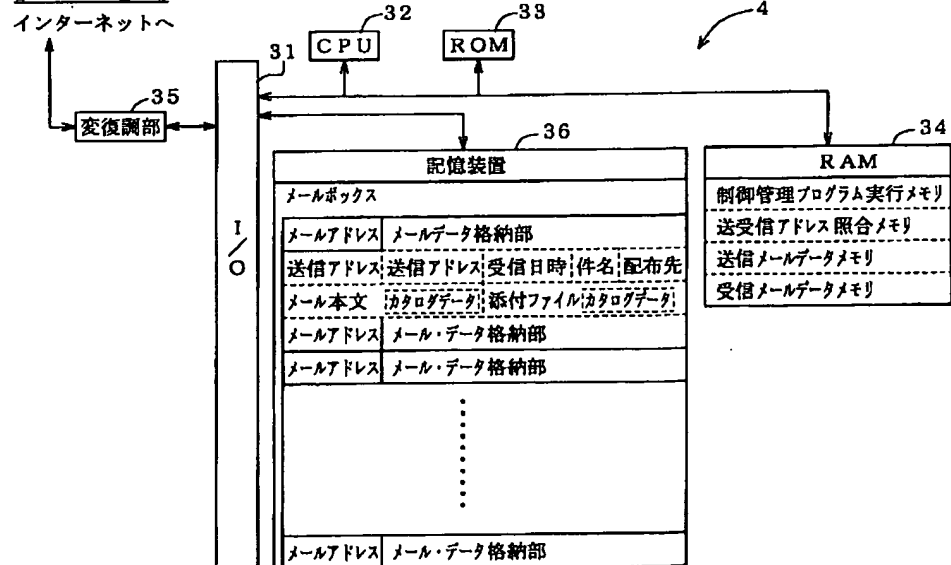 インターネットへ
31
CPU
32
ROM
33
4
変復調部
35
I/O
36
記憶装置
メールボックス
メールアドレス メールデータ格納部
送信アドレス 送信アドレス 受信日時 件名 配布先
メール本文 カタログデータ 添付ファイル カタログデータ
メールアドレス メール・データ格納部
メールアドレス メール・データ格納部
メールアドレス メール・データ格納部
34
RAM
制御管理プログラム実行メモリ
送受信アドレス照合メモリ
送信メールデータメモリ
受信メールデータメモリ